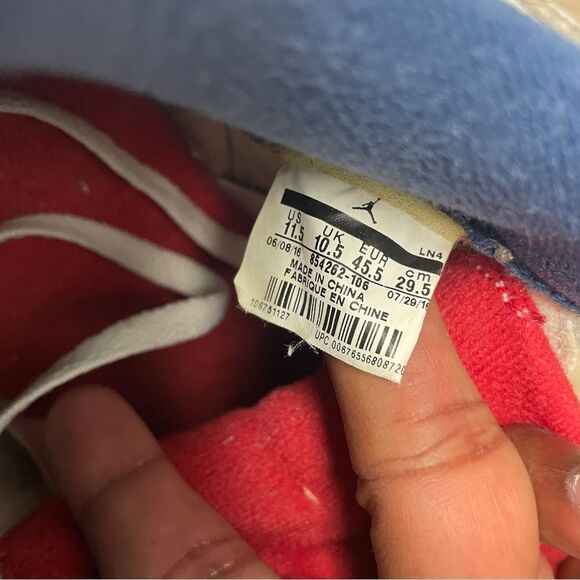 LN4
US UK EUR cm
11.5 10.5 45.5 29.5
06/08/16 854262-106 07/29/16
MADE IN CHINA
FABRIQUE EN CHINE
108751127
UPC 00676556808720